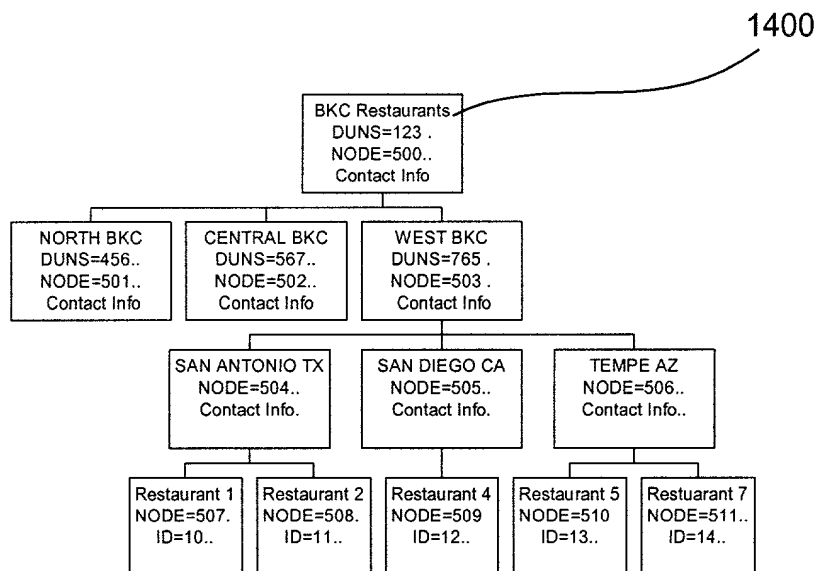 1400
BKC Restaurants
DUNS=123 .
NODE=500..
Contact Info
NORTH BKC
DUNS=456..
NODE=501..
Contact Info
CENTRAL BKC
DUNS=567..
NODE=502..
Contact Info
WEST BKC
DUNS=765 .
NODE=503 .
Contact Info
SAN ANTONIO TX
NODE=504..
Contact Info.
SAN DIEGO CA
NODE=505..
Contact Info.
TEMPE AZ
NODE=506..
Contact Info..
Restaurant 1
NODE=507.
ID=10..
Restaurant 2
NODE=508.
ID=11..
Restaurant 4
NODE=509
ID=12..
Restaurant 5
NODE=510
ID=13..
Restuarant 7
NODE=511..
ID=14..